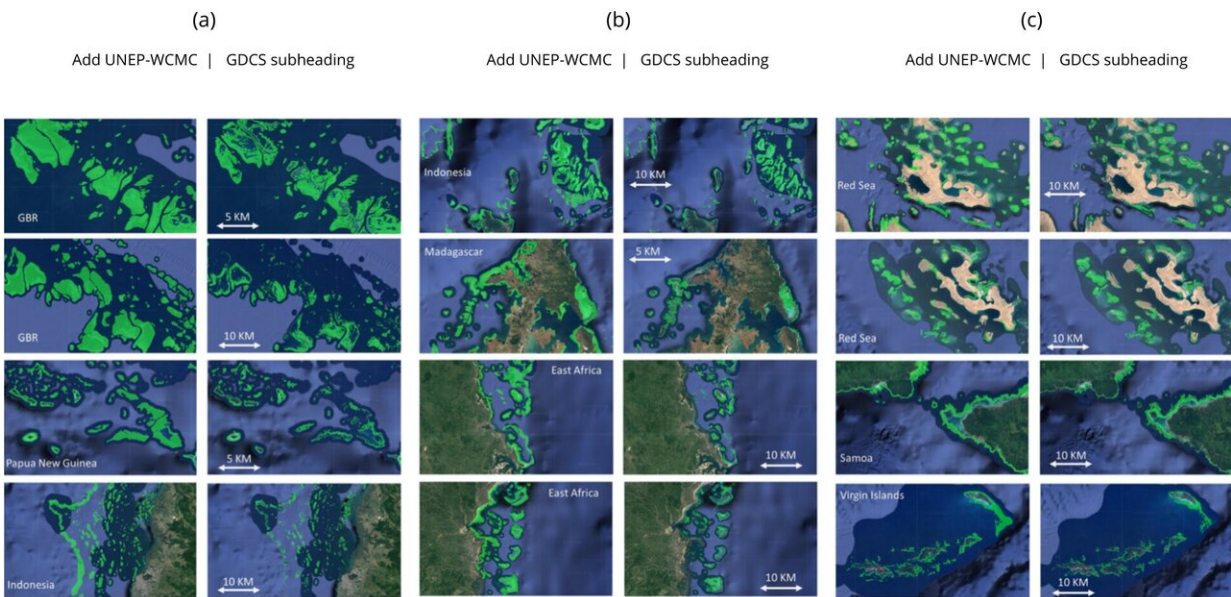 (a)
(b)
(c)
Add UNEP-WCMC | GDCS subheading
Add UNEP-WCMC | GDCS subheading
Add UNEP-WCMC | GDCS subheading
GBR
5 KM
Indonesia
10 KM
Red Sea
10 KM
GBR
10 KM
Madagascar
5 KM
Red Sea
10 KM
Papua New Guinea
5 KM
East Africa
10 KM
Samoa
10 KM
Indonesia
10 KM
East Africa
10 KM
Virgin Islands
10 KM